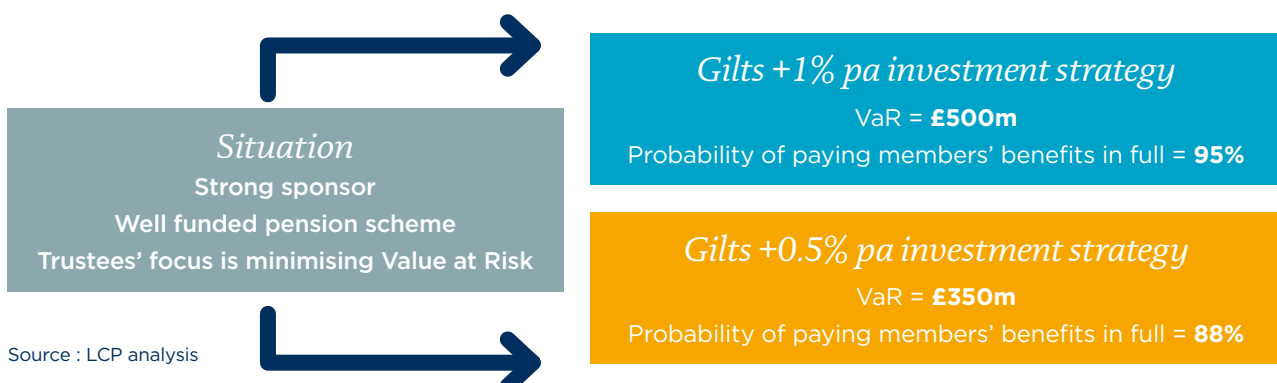 Situation
Strong sponsor
Well funded pension scheme
Trustees' focus is minimising Value at Risk
Gilts +1% pa investment strategy
VaR = £500m
Probability of paying members' benefits in full = 95%
Gilts +0.5% pa investment strategy
VaR = £350m
Probability of paying members' benefits in full = 88%
Source : LCP analysis